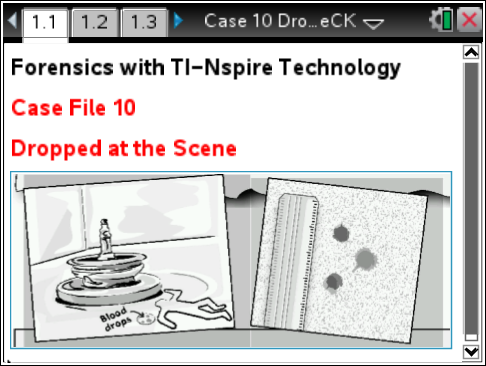 1.1 1.2 1.3 Case 10 Dro...eCK
Forensics with TI-Nspire Technology
Case File 10
Dropped at the Scene
Blood
drops